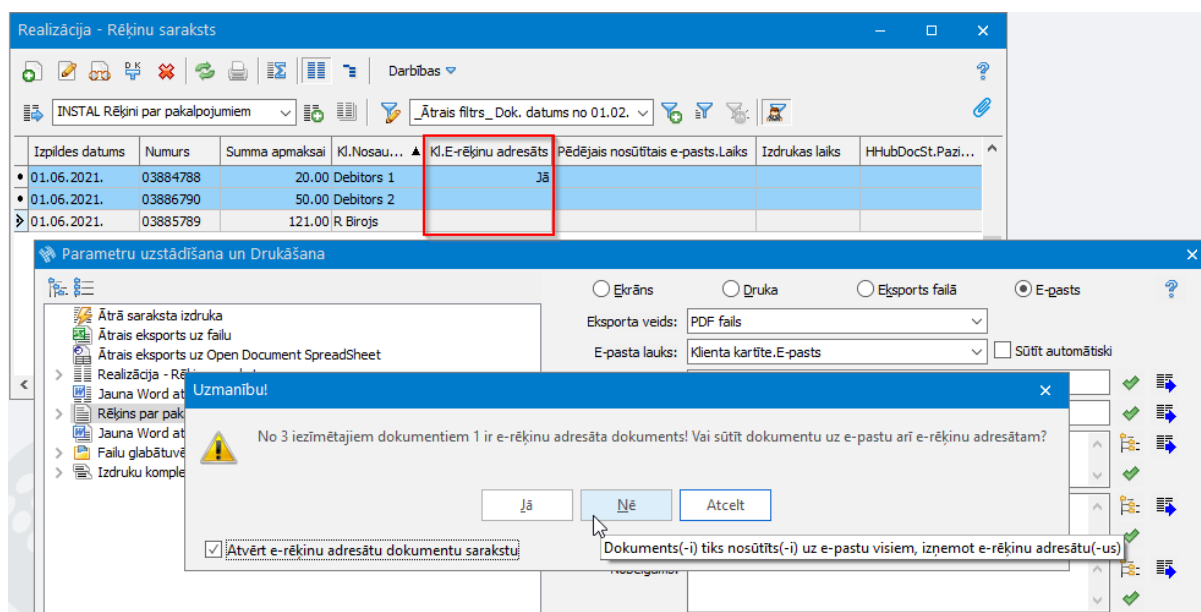 Realizācija - Rēķinu saraksts
Darbības
INSTAL Rēķini par pakalpojumiem
_Ātrais filtrs_ Dok. datums no 01.02.
Izpildes datums Numurs Summa apmaksai Kl.Nosau... Kl.E-rēķinu adresāts Pēdējais nosūtītais e-pasts.Laiks Izdrukas laiks HHubDocSt.Pazi...
01.06.2021. 03884788 20.00 Debitors 1 Jā
01.06.2021. 03886790 50.00 Debitors 2
01.06.2021. 03885789 121.00 R Birojs
Parametru uzstādīšana un Drukāšana
Ekrāns Druka Eksports failā E-pasts
Ātrā saraksta izdruka
Eksporta veids: PDF fails
Ātrais eksports uz failu
Ātrais eksports uz Open Document SpreadSheet
E-pasta lauks: Klienta kartīte.E-pasts Sūtīt automātiski
Realizācija - Rē
Jauna Word at
Uzmanību!
Rēķins par pak
No 3 iezīmētajiem dokumentiem 1 ir e-rēķinu adresāta dokuments! Vai sūtīt dokumentu uz e-pastu arī e-rēķinu adresātam?
Jauna Word at
Failu glabātuvē
Izdruku komple
Jā Nē Atcelt
Atvērt e-rēķinu adresātu dokumentu sarakstu
Dokuments(-i) tiks nosūtīts(-i) uz e-pastu visiem, izņemot e-rēķinu adresātu(-us)